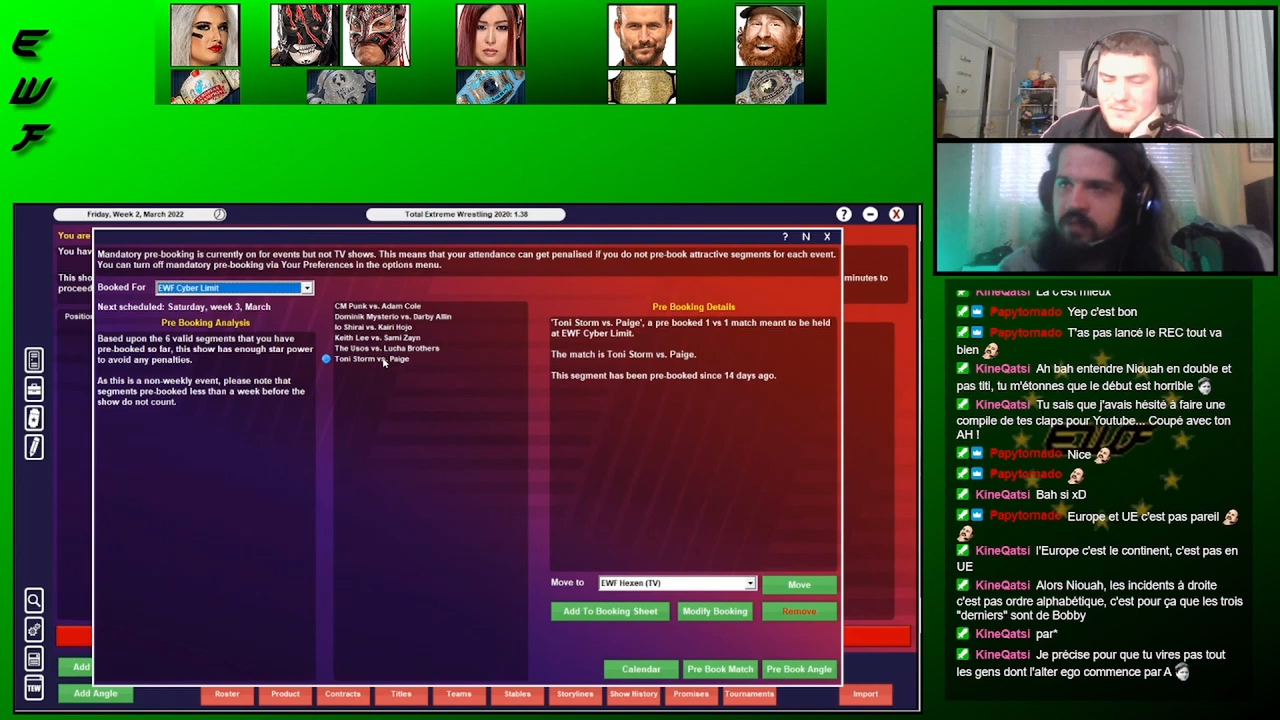 E
W
F
Friday, Week 2, March 2022
Total Extreme Wrestling 2020: 1.38
?
X
You are
You hav
This sho
proceed
minutes to
Position
? N X
Mandatory pre-booking is currently on for events but not TV shows. This means that your attendance can get penalised if you do not pre-book attractive segments for each event.
You can turn off mandatory pre-booking via Your Preferences in the options menu.
Booked For
EWF Cyber Limit
Next scheduled: Saturday, week 3, March
Pre Booking Analysis
Based upon the 6 valid segments that you have
pre-booked so far, this show has enough star power
to avoid any penalties.
As this is a non-weekly event, please note that
segments pre-booked less than a week before the
show do not count.
CM Punk vs. Adam Cole
Dominik Mysterio vs. Darby Allin
Io Shirai vs. Kairi Hojo
Keith Lee vs. Sami Zayn
The Usos vs. Lucha Brothers
Toni Storm vs. Paige
Pre Booking Details
'Toni Storm vs. Paige', a pre booked 1 vs 1 match meant to be held
at EWF Cyber Limit.
The match is Toni Storm vs. Paige.
This segment has been pre-booked since 14 days ago.
Move to
EWF Hexen (TV)
Move
Add To Booking Sheet
Modify Booking
Remove
Calendar
Pre Book Match
Pre Book Angle
Add
Add Angle
Roster
Product
Contracts
Titles
Teams
Stables
Storylines
Show History
Promises
Tournaments
Import
TEW
KineQatsi La c'est mieux
Papytornado Yep c'est bon
Papytornado T'as pas lancé le REC tout va
bien
KineQatsi Ah bah entendre Niouah en double et
pas titi, tu m'étonnes que le début est horrible
KineQatsi Tu sais que j'avais hésité à faire une
compile de tes claps pour Youtube... Coupé avec ton
AH !
Papytornado Nice
Papytornado
KineQatsi Bah si xD
Papytornado Europe et UE c'est pas pareil
KineQatsi l'Europe c'est le continent, c'est pas en
UE
KineQatsi Alors Niouah, les incidents à droite
c'est pas ordre alphabétique, c'est pour ça que les trois
"derniers" sont de Bobby
KineQatsi par*
KineQatsi Je précise pour que tu vires pas tout
les gens dont l'alter ego commence par A